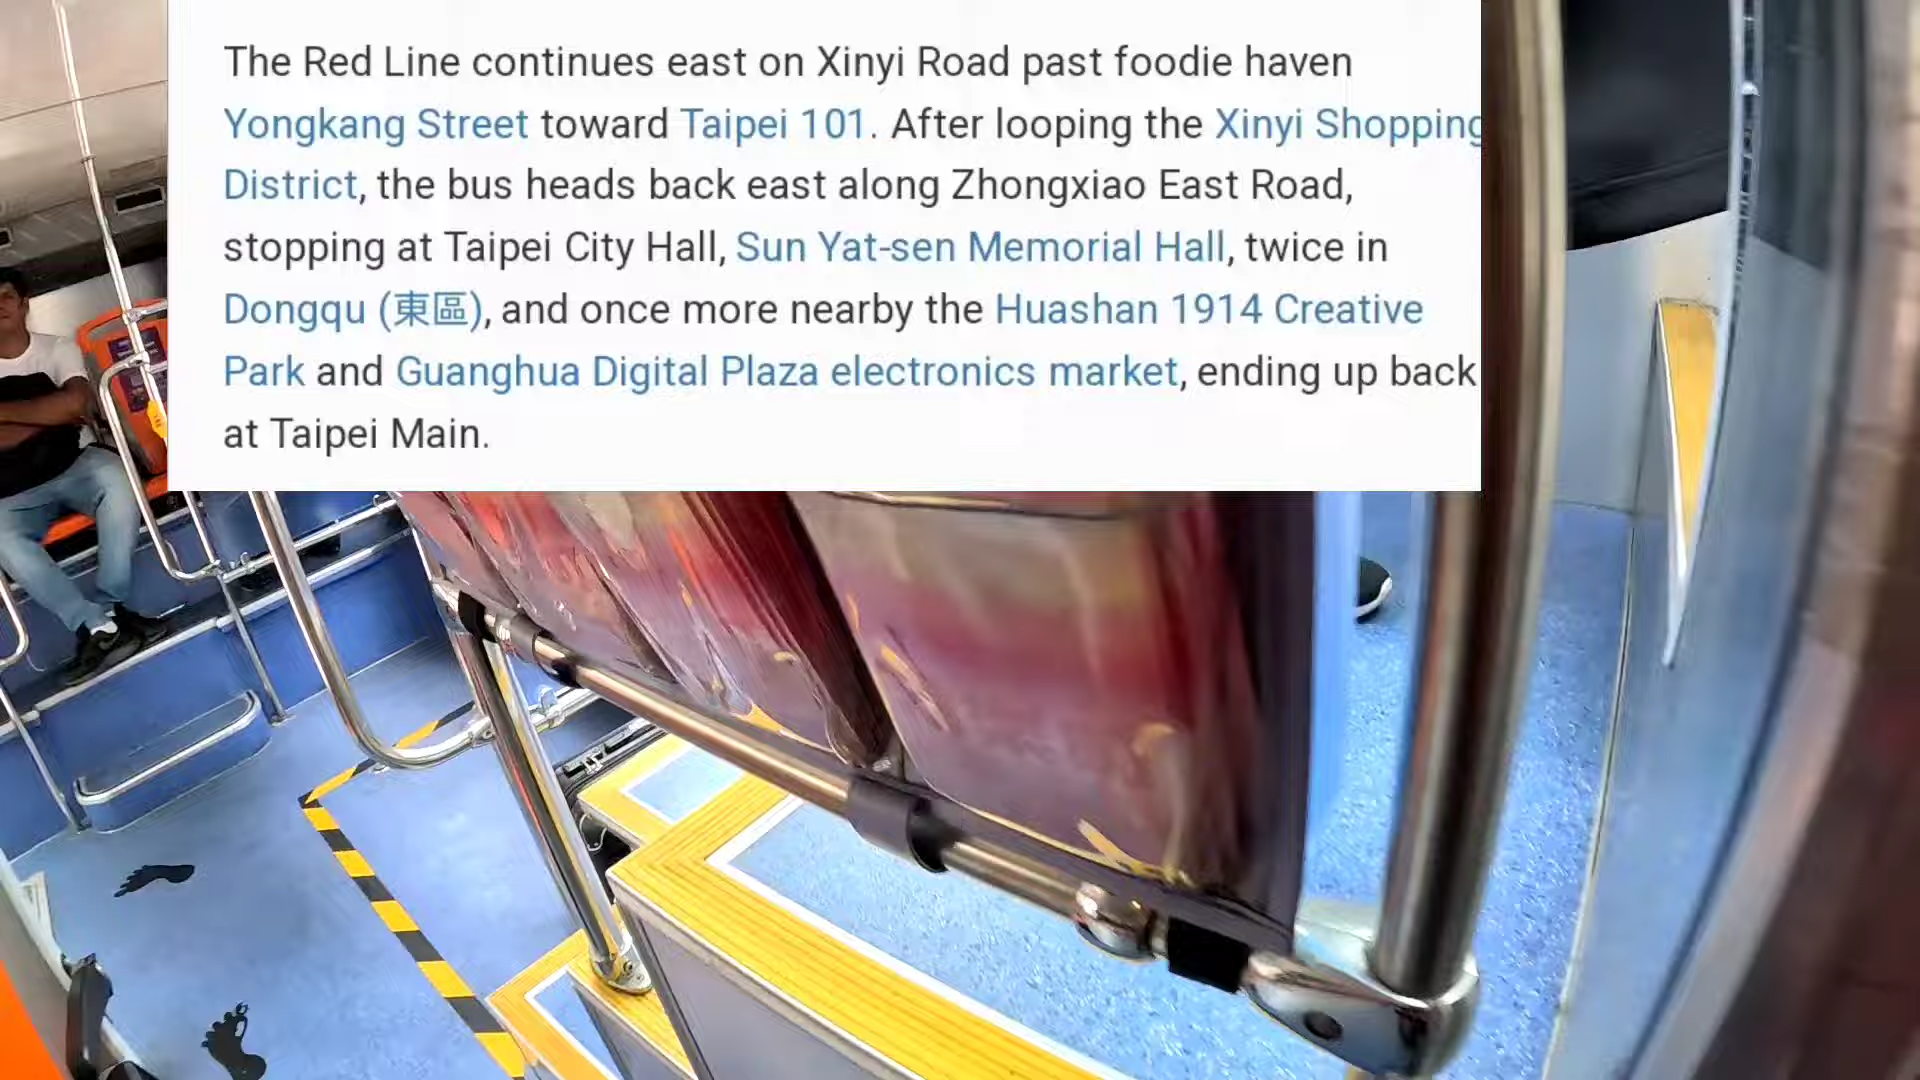 The Red Line continues east on Xinyi Road past foodie haven
Yongkang Street toward Taipei 101. After looping the Xinyi Shopping
District, the bus heads back east along Zhongxiao East Road,
stopping at Taipei City Hall, Sun Yat-sen Memorial Hall, twice in
Dongqu (東區), and once more nearby the Huashan 1914 Creative
Park and Guanghua Digital Plaza electronics market, ending up back
at Taipei Main.